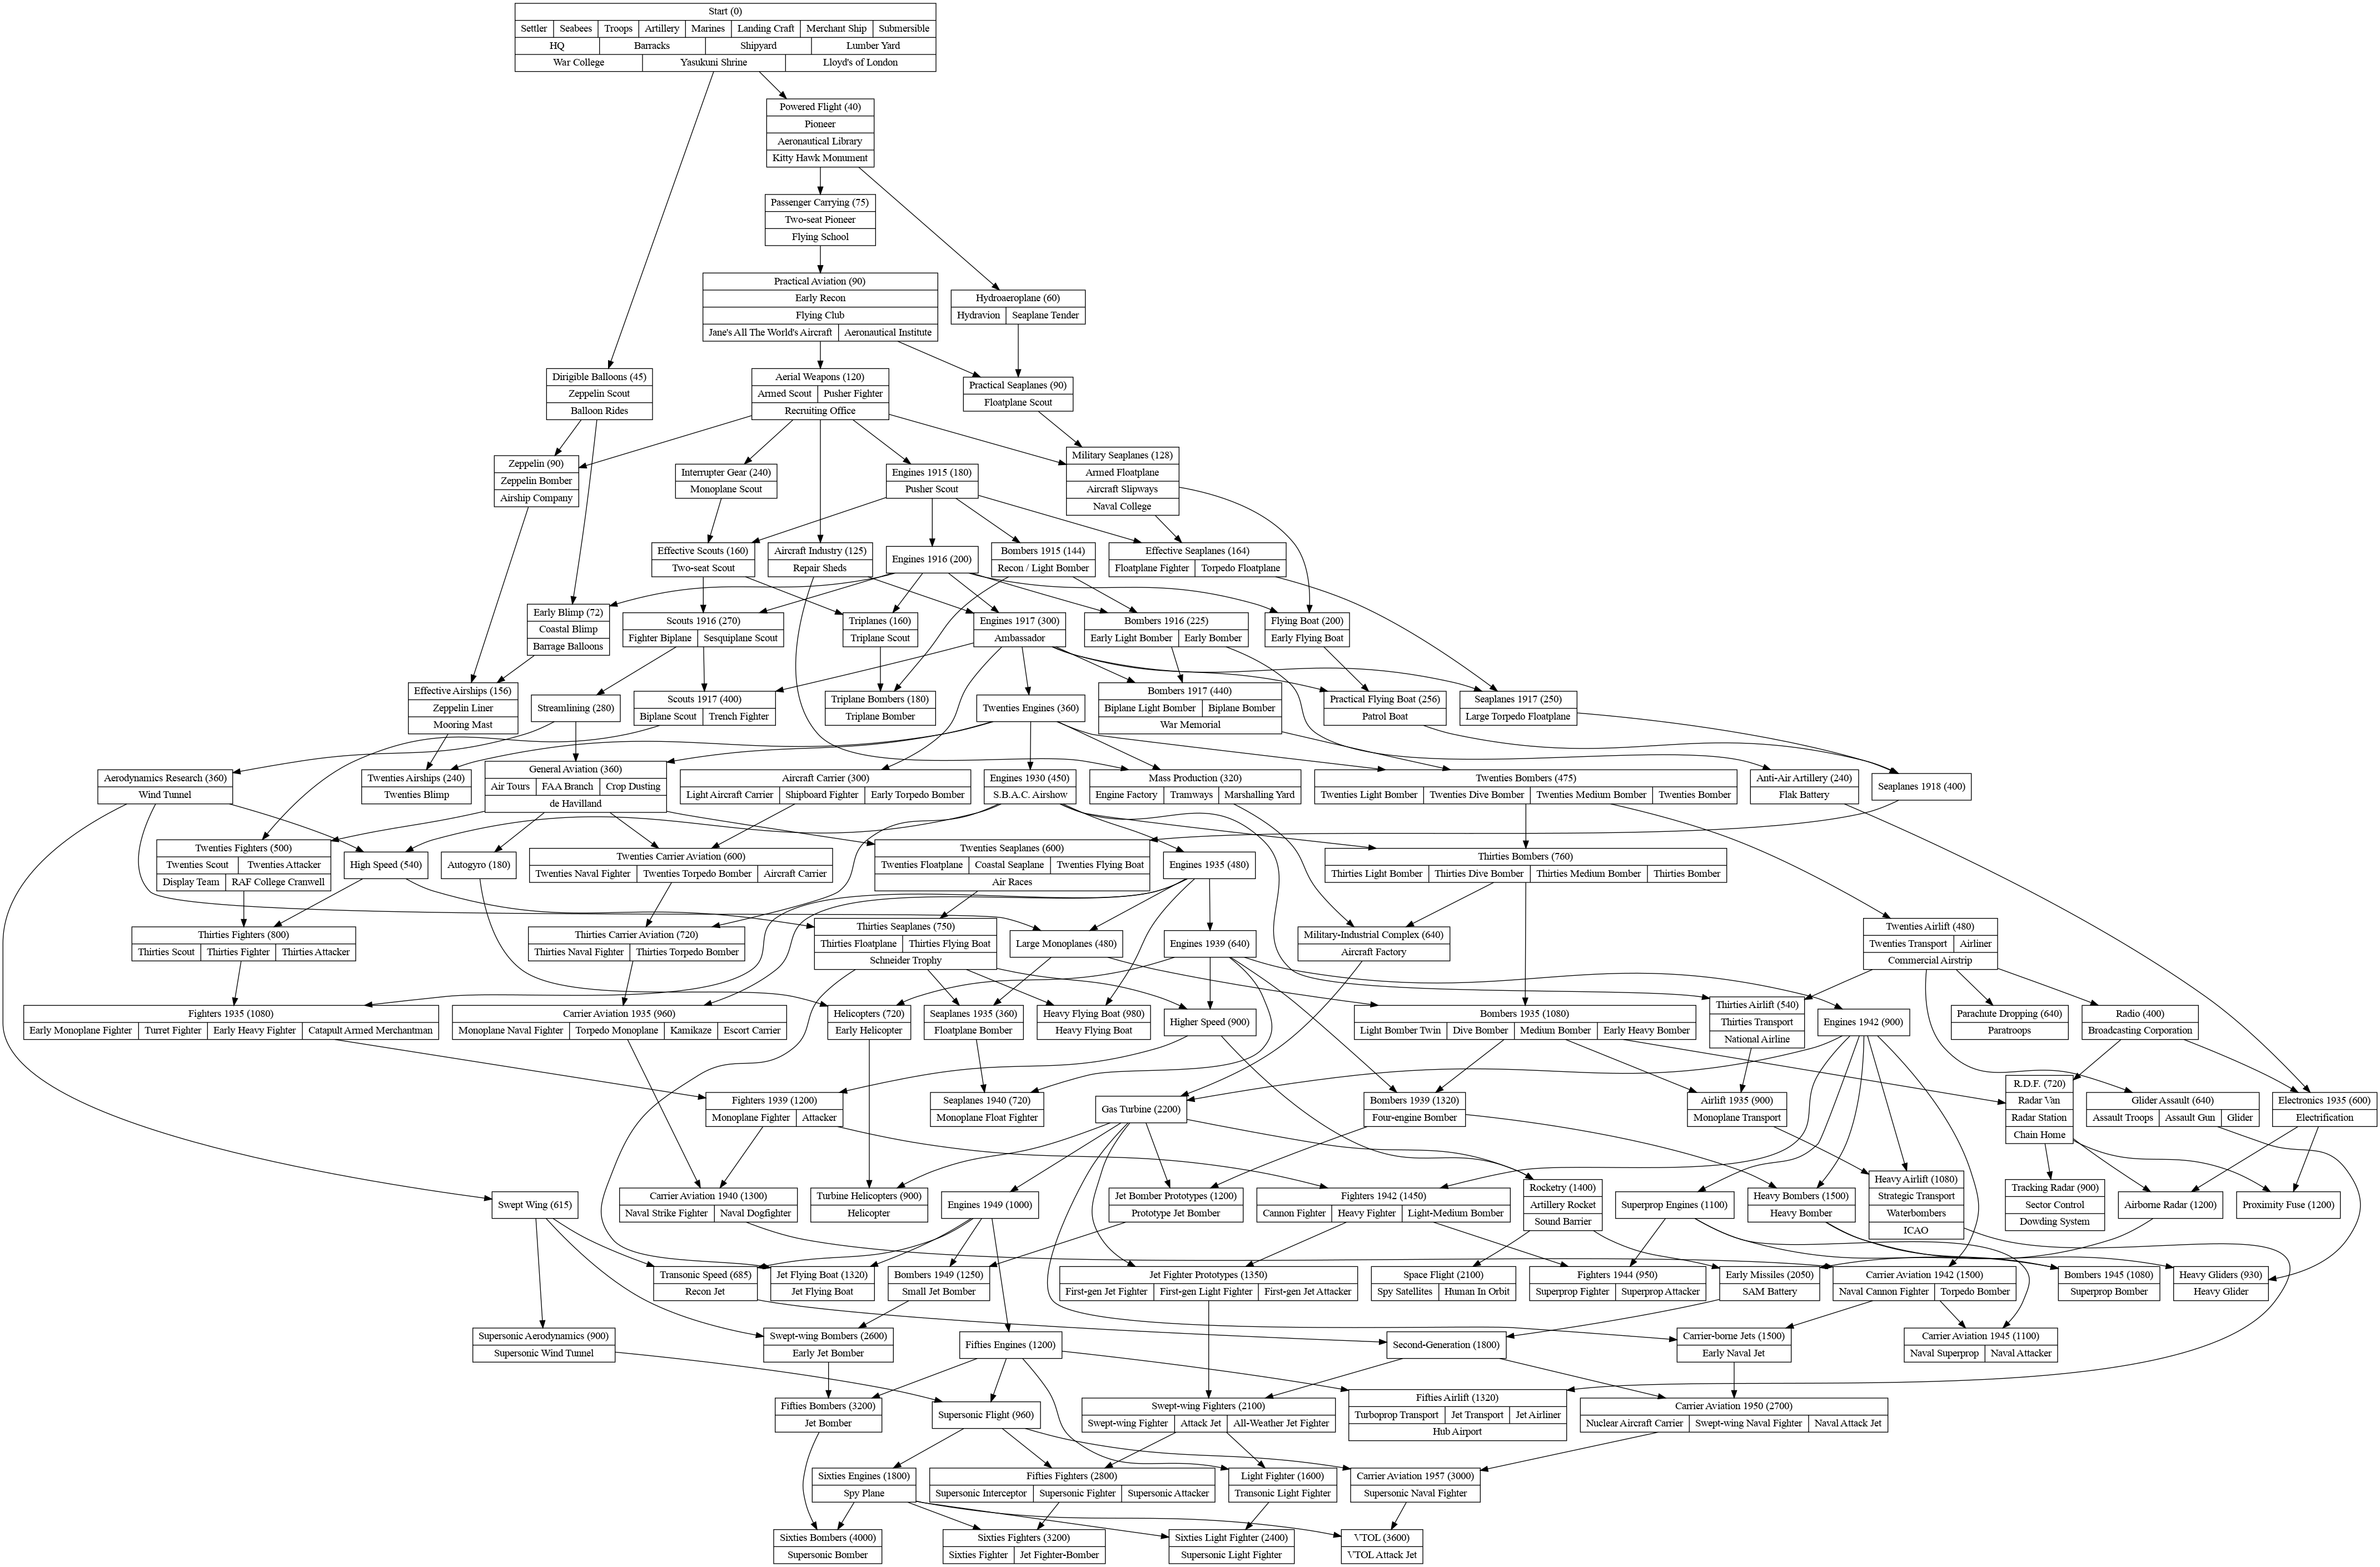 Start (0)
Settler Seabees Troops Artillery Marines Landing Craft Merchant Ship Submersible
HQ Barracks Shipyard Lumber Yard
War College Yasukuni Shrine Lloyd's of London
Powered Flight (40)
Pioneer
Aeronautical Library
Kitty Hawk Monument
Passenger Carrying (75)
Two-seat Pioneer
Flying School
Practical Aviation (90)
Early Recon
Flying Club
Jane's All The World's Aircraft Aeronautical Institute
Hydroaeroplane (60)
Hydravion Seaplane Tender
Dirigible Balloons (45)
Zeppelin Scout
Balloon Rides
Aerial Weapons (120)
Armed Scout Pusher Fighter
Recruiting Office
Practical Seaplanes (90)
Floatplane Scout
Zeppelin (90)
Zeppelin Bomber
Airship Company
Interrupter Gear (240)
Monoplane Scout
Engines 1915 (180)
Pusher Scout
Military Seaplanes (128)
Armed Floatplane
Aircraft Slipways
Naval College
Effective Scouts (160)
Two-seat Scout
Aircraft Industry (125)
Repair Sheds
Engines 1916 (200)
Bombers 1915 (144)
Recon / Light Bomber
Effective Seaplanes (164)
Floatplane Fighter Torpedo Floatplane
Early Blimp (72)
Coastal Blimp
Barrage Balloons
Scouts 1916 (270)
Fighter Biplane Sesquiplane Scout
Triplanes (160)
Triplane Scout
Engines 1917 (300)
Ambassador
Bombers 1916 (225)
Early Light Bomber Early Bomber
Flying Boat (200)
Early Flying Boat
Effective Airships (156)
Zeppelin Liner
Mooring Mast
Streamlining (280)
Scouts 1917 (400)
Biplane Scout Trench Fighter
Triplane Bombers (180)
Triplane Bomber
Twenties Engines (360)
Bombers 1917 (440)
Biplane Light Bomber Biplane Bomber
War Memorial
Practical Flying Boat (256)
Patrol Boat
Seaplanes 1917 (250)
Large Torpedo Floatplane
Aerodynamics Research (360)
Wind Tunnel
Twenties Airships (240)
Twenties Blimp
General Aviation (360)
Air Tours FAA Branch Crop Dusting
de Havilland
Aircraft Carrier (300)
Light Aircraft Carrier Shipboard Fighter Early Torpedo Bomber
Engines 1930 (450)
S.B.A.C. Airshow
Mass Production (320)
Engine Factory Tramways Marshalling Yard
Twenties Bombers (475)
Twenties Light Bomber Twenties Dive Bomber Twenties Medium Bomber Twenties Bomber
Anti-Air Artillery (240)
Flak Battery
Seaplanes 1918 (400)
Twenties Fighters (500)
Twenties Scout Twenties Attacker
Display Team RAF College Cranwell
High Speed (540)
Autogyro (180)
Twenties Carrier Aviation (600)
Twenties Naval Fighter Twenties Torpedo Bomber Aircraft Carrier
Twenties Seaplanes (600)
Twenties Floatplane Coastal Seaplane Twenties Flying Boat
Air Races
Engines 1935 (480)
Thirties Bombers (760)
Thirties Light Bomber Thirties Dive Bomber Thirties Medium Bomber Thirties Bomber
Thirties Fighters (800)
Thirties Scout Thirties Fighter Thirties Attacker
Thirties Carrier Aviation (720)
Thirties Naval Fighter Thirties Torpedo Bomber
Thirties Seaplanes (750)
Thirties Floatplane Thirties Flying Boat
Schneider Trophy
Large Monoplanes (480)
Engines 1939 (640)
Military-Industrial Complex (640)
Aircraft Factory
Twenties Airlift (480)
Twenties Transport Airliner
Commercial Airstrip
Fighters 1935 (1080)
Early Monoplane Fighter Turret Fighter Early Heavy Fighter Catapult Armed Merchantman
Carrier Aviation 1935 (960)
Monoplane Naval Fighter Torpedo Monoplane Kamikaze Escort Carrier
Helicopters (720)
Early Helicopter
Seaplanes 1935 (360)
Floatplane Bomber
Heavy Flying Boat (980)
Heavy Flying Boat
Higher Speed (900)
Bombers 1935 (1080)
Light Bomber Twin Dive Bomber Medium Bomber Early Heavy Bomber
Thirties Airlift (540)
Thirties Transport
National Airline
Engines 1942 (900)
Parachute Dropping (640)
Paratroops
Radio (400)
Broadcasting Corporation
Fighters 1939 (1200)
Monoplane Fighter Attacker
Seaplanes 1940 (720)
Monoplane Float Fighter
Gas Turbine (2200)
Bombers 1939 (1320)
Four-engine Bomber
Airlift 1935 (900)
Monoplane Transport
R.D.F. (720)
Radar Van
Radar Station
Chain Home
Glider Assault (640)
Assault Troops Assault Gun Glider
Electronics 1935 (600)
Electrification
Swept Wing (615)
Carrier Aviation 1940 (1300)
Naval Strike Fighter Naval Dogfighter
Turbine Helicopters (900)
Helicopter
Engines 1949 (1000)
Jet Bomber Prototypes (1200)
Prototype Jet Bomber
Fighters 1942 (1450)
Cannon Fighter Heavy Fighter Light-Medium Bomber
Rocketry (1400)
Artillery Rocket
Sound Barrier
Superprop Engines (1100)
Heavy Bombers (1500)
Heavy Bomber
Heavy Airlift (1080)
Strategic Transport
Waterbombers
ICAO
Tracking Radar (900)
Sector Control
Dowding System
Airborne Radar (1200)
Proximity Fuse (1200)
Transonic Speed (685)
Recon Jet
Jet Flying Boat (1320)
Jet Flying Boat
Bombers 1949 (1250)
Small Jet Bomber
Jet Fighter Prototypes (1350)
First-gen Jet Fighter First-gen Light Fighter First-gen Jet Attacker
Space Flight (2100)
Spy Satellites Human In Orbit
Fighters 1944 (950)
Superprop Fighter Superprop Attacker
Early Missiles (2050)
SAM Battery
Carrier Aviation 1942 (1500)
Naval Cannon Fighter Torpedo Bomber
Bombers 1945 (1080)
Superprop Bomber
Heavy Gliders (930)
Heavy Glider
Supersonic Aerodynamics (900)
Supersonic Wind Tunnel
Swept-wing Bombers (2600)
Early Jet Bomber
Fifties Engines (1200)
Second-Generation (1800)
Carrier-borne Jets (1500)
Early Naval Jet
Carrier Aviation 1945 (1100)
Naval Superprop Naval Attacker
Fifties Bombers (3200)
Jet Bomber
Supersonic Flight (960)
Swept-wing Fighters (2100)
Swept-wing Fighter Attack Jet All-Weather Jet Fighter
Fifties Airlift (1320)
Turboprop Transport Jet Transport Jet Airliner
Hub Airport
Carrier Aviation 1950 (2700)
Nuclear Aircraft Carrier Swept-wing Naval Fighter Naval Attack Jet
Sixties Engines (1800)
Spy Plane
Fifties Fighters (2800)
Supersonic Interceptor Supersonic Fighter Supersonic Attacker
Light Fighter (1600)
Transonic Light Fighter
Carrier Aviation 1957 (3000)
Supersonic Naval Fighter
Sixties Bombers (4000)
Supersonic Bomber
Sixties Fighters (3200)
Sixties Fighter Jet Fighter-Bomber
Sixties Light Fighter (2400)
Supersonic Light Fighter
VTOL (3600)
VTOL Attack Jet